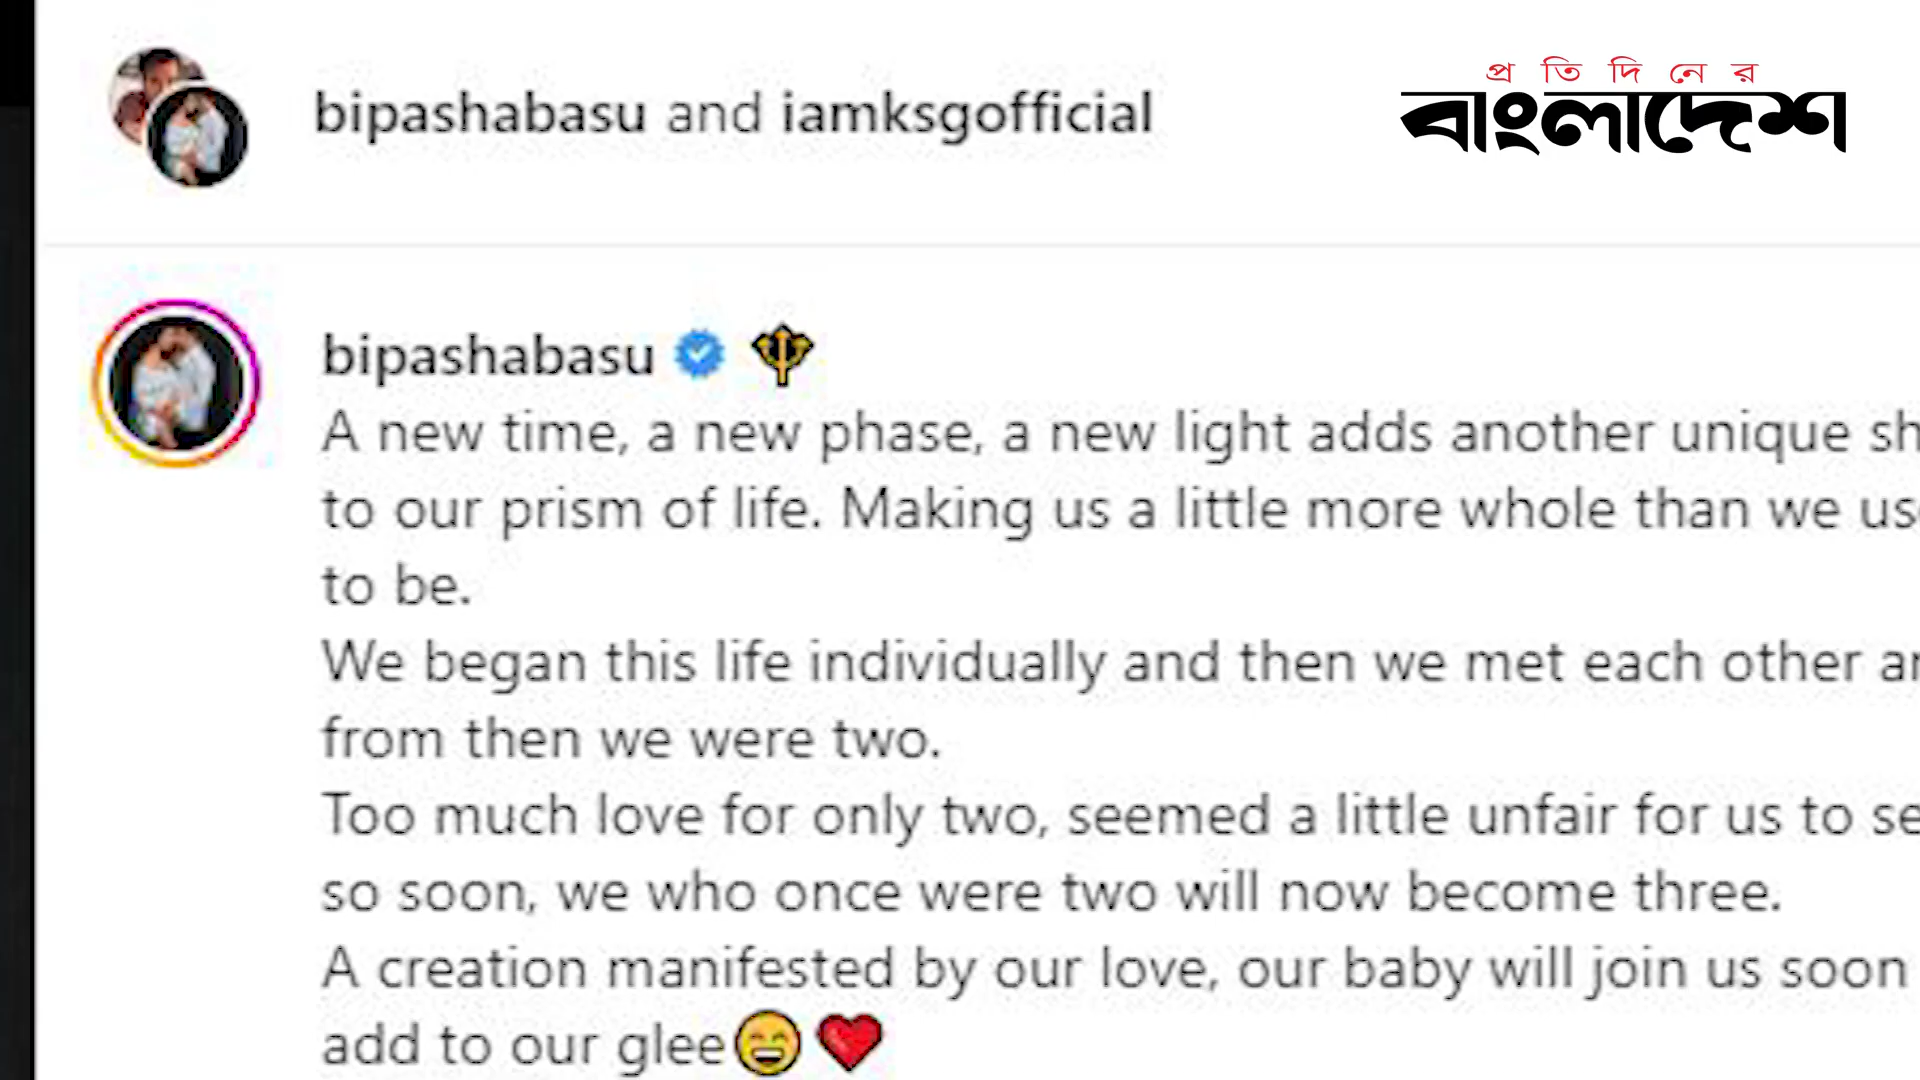 bipashabasu and iamksgofficial
প্রতিদিনের
বাংলাদেশ
bipashabasu
A new time, a new phase, a new light adds another unique
to our prism of life. Making us a little more whole than we
to be.
We began this life individually and then we met each other
from then we were two.
Too much love for only two, seemed a little unfair for us to
so soon, we who once were two will now become three.
A creation manifested by our love, our baby will join us soon
add to our glee😄❤️